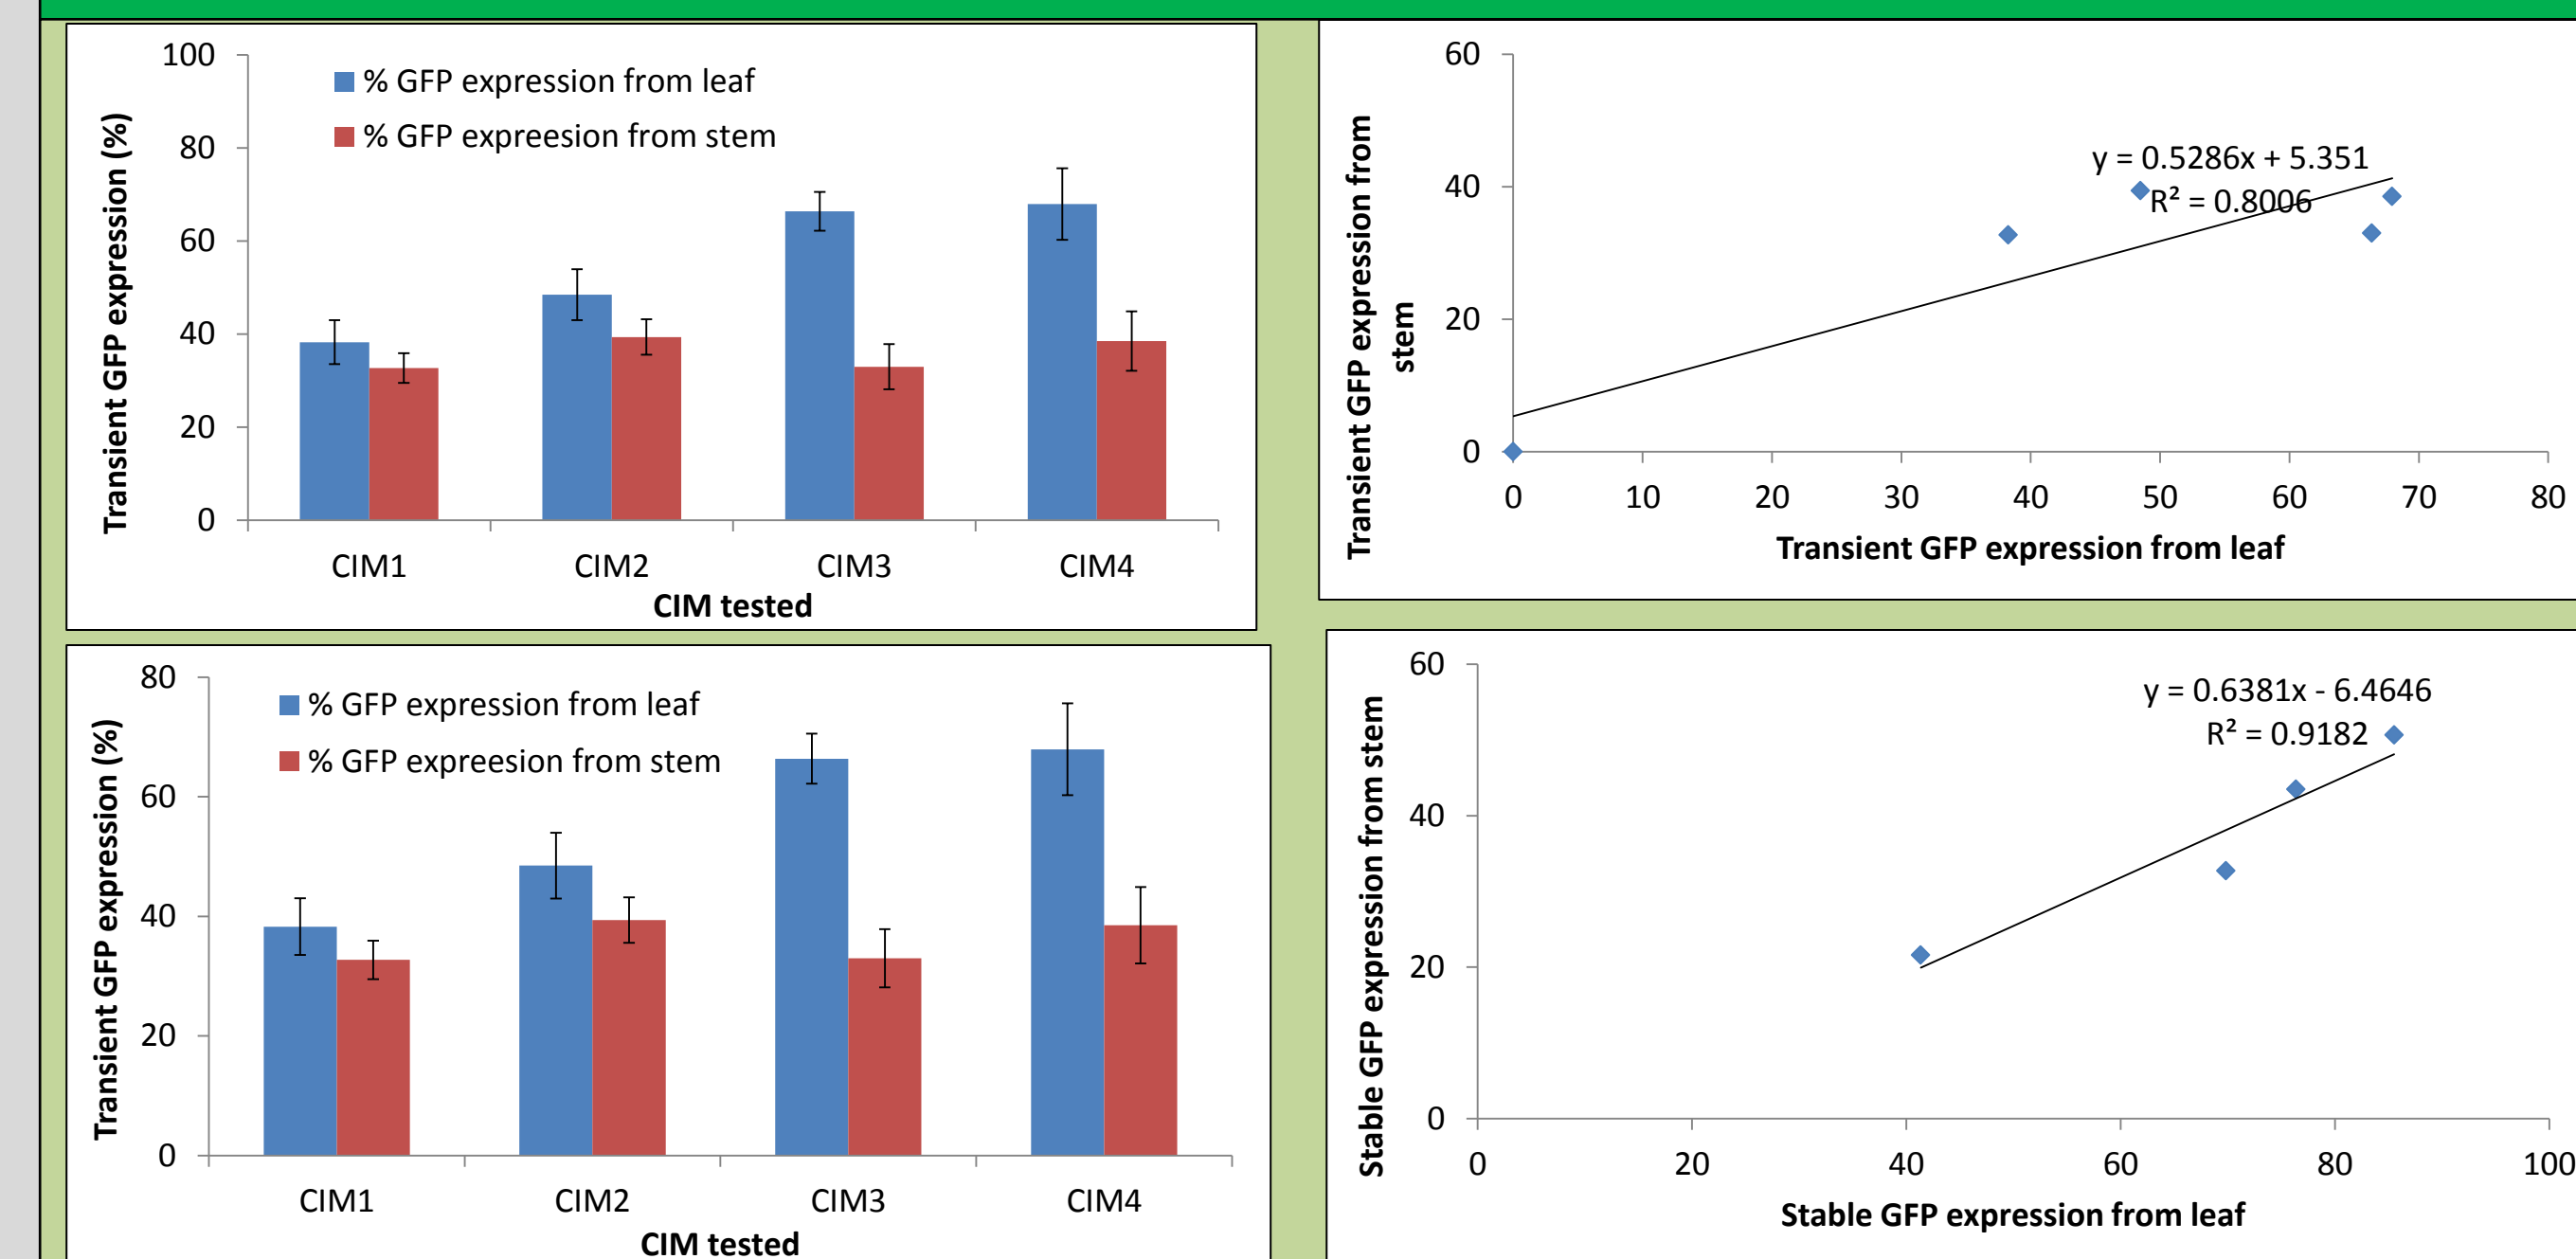 100
80
60
40
20
0
Transient GFP expression (%)
% GFP expression from leaf
% GFP expreesion from stem
CIM1 CIM2 CIM3 CIM4
CIM tested
60
40
20
0
Transient GFP expression from
stem
y = 0.5286x + 5.351
R² = 0.8006
0 10 20 30 40 50 60 70 80
Transient GFP expression from leaf
80
60
40
20
0
Transient GFP expression (%)
% GFP expression from leaf
% GFP expreesion from stem
CIM1 CIM2 CIM3 CIM4
CIM tested
60
40
20
0
Stable GFP expression from stem
y = 0.6381x - 6.4646
R² = 0.9182
0 20 40 60 80 100
Stable GFP expression from leaf